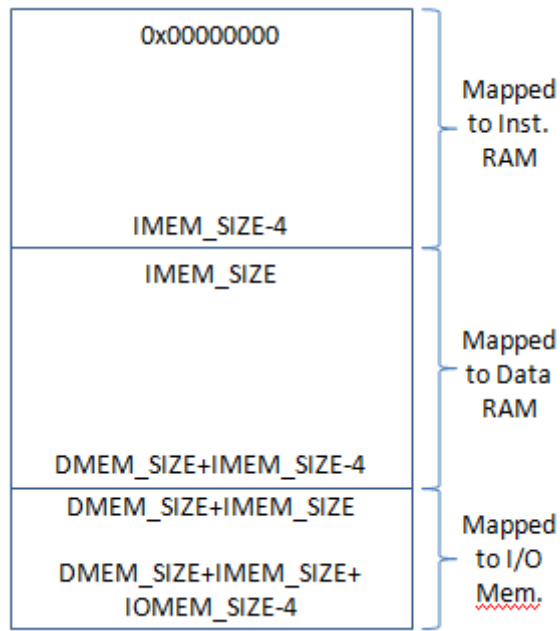 0x00000000
Mapped
to Inst.
RAM
IMEM_SIZE-4
IMEM_SIZE
Mapped
to Data
RAM
DMEM_SIZE+IMEM_SIZE-4
DMEM_SIZE+IMEM_SIZE
Mapped
to I/O
Mem.
DMEM_SIZE+IMEM_SIZE+
IOMEM_SIZE-4